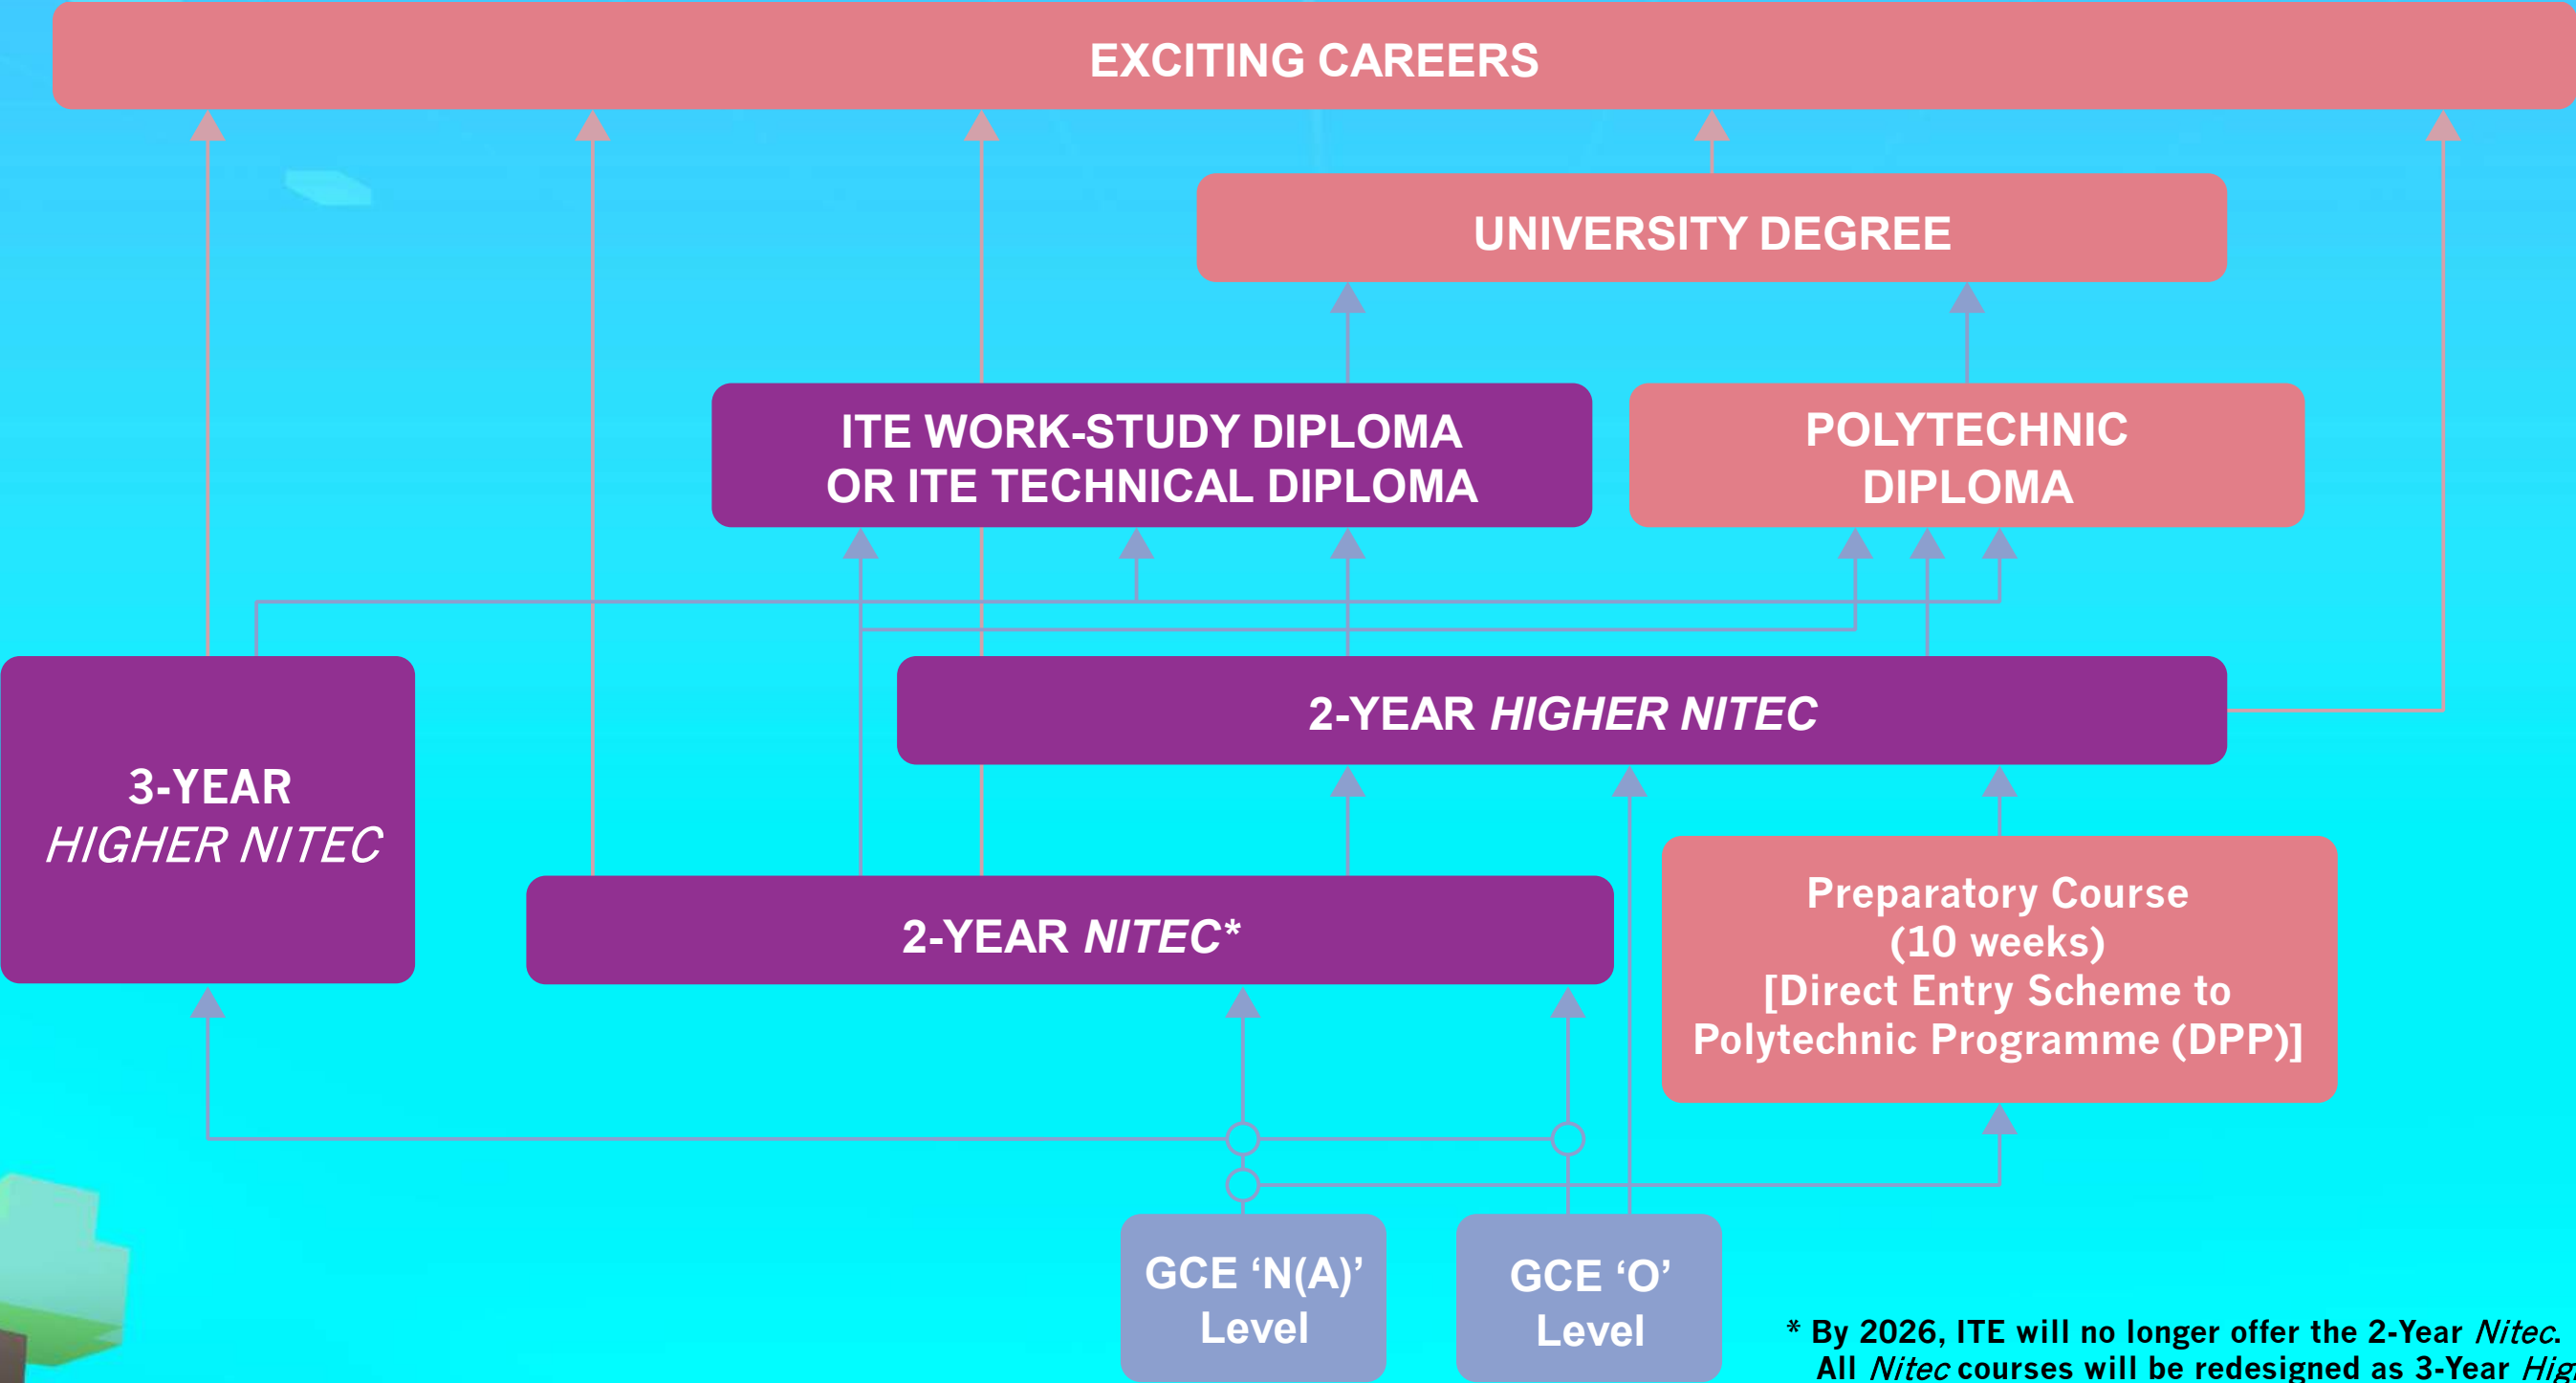 EXCITING CAREERS
UNIVERSITY DEGREE
ITE WORK-STUDY DIPLOMA
OR ITE TECHNICAL DIPLOMA
POLYTECHNIC
DIPLOMA
3-YEAR
HIGHER NITEC
2-YEAR HIGHER NITEC
2-YEAR NITEC*
Preparatory Course
(10 weeks)
[Direct Entry Scheme to
Polytechnic Programme (DPP)]
GCE ‘N(A)’
Level
GCE ‘O’
Level
* By 2026, ITE will no longer offer the 2-Year Nitec.
All Nitec courses will be redesigned as 3-Year